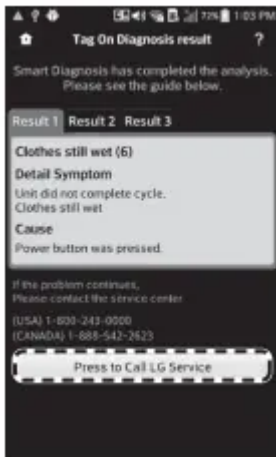 72% 1:03 PM
Tag On Diagnosis result ?
Smart Diagnosis has completed the analysis.
Please see the guide below.
Result 1 Result 2 Result 3
Clothes still wet (6)
Detail Symptom
Unit did not complete cycle.
Clothes still wet
Cause
Power button was pressed.
If the problem continues,
Please contact the service center
(USA) 1-800-243-0000
(CANADA) 1-888-542-2623
Press to Call LG Service